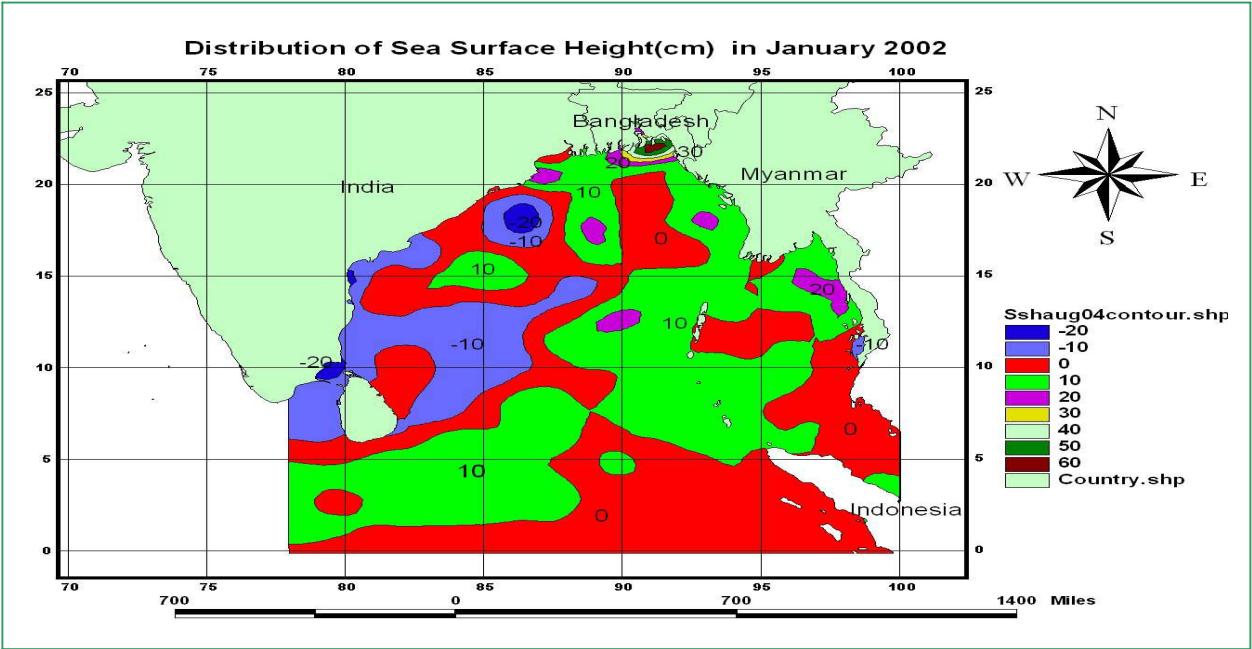 Distribution of Sea Surface Height(cm) in January 2002
70 75 80 85 90 95 100
25 25
Bangladesh
N
30
20
India
Myanmar
20 20
10
W E
-20
0
-10
S
10
15 15
20
Sshaug04contour.shp
10
-20
-10
-10
-10
0
-20
10 10
10
20
30
0
40
50
5 5
10
60
Country.shp
0
Indonesia
0 0
70 75 80 85 90 95 100
700 0 700 1400 Miles